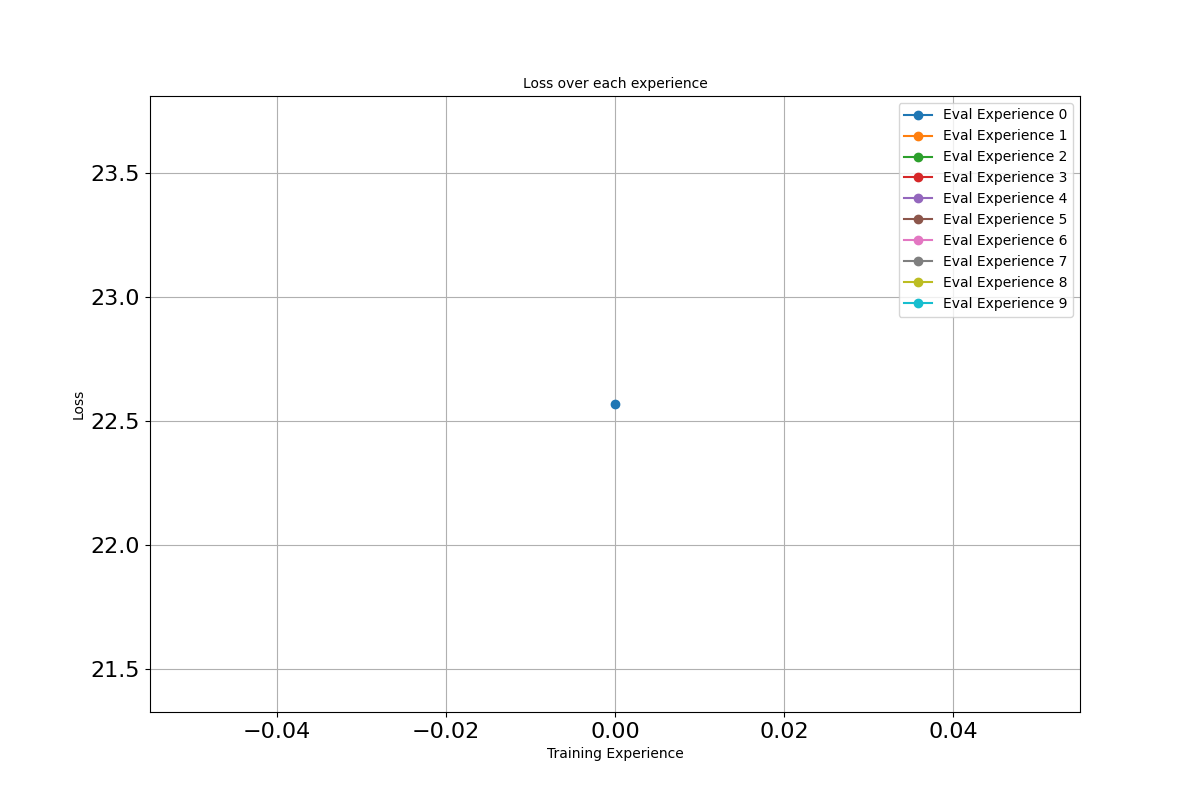 Loss over each experience
Eval Experience 0
Eval Experience 1
Eval Experience 2
Eval Experience 3
Eval Experience 4
Eval Experience 5
Eval Experience 6
Eval Experience 7
Eval Experience 8
Eval Experience 9
23.5
23.0
22.5
22.0
21.5
Loss
−0.04 −0.02 0.00 0.02 0.04
Training Experience